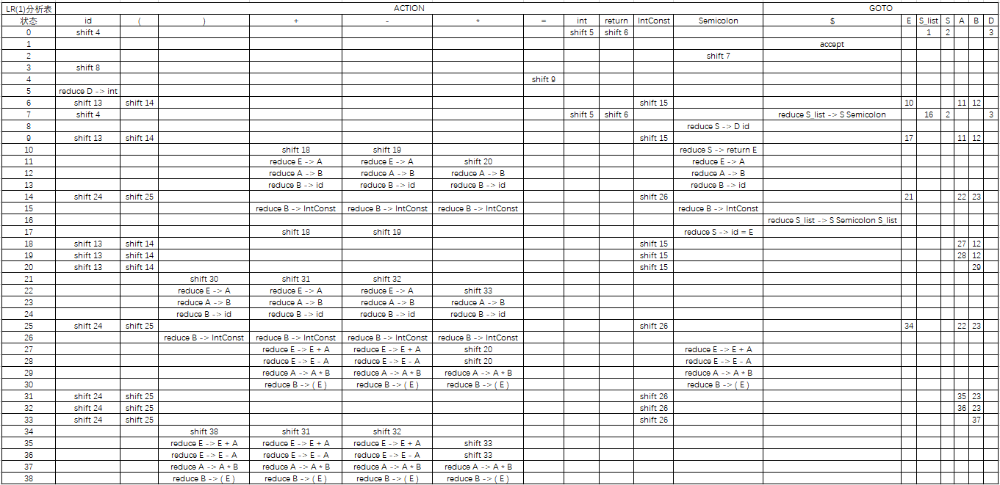 LR(1)分析表 ACTION GOTO
状态 id ( ) + - * = int return IntConst Semicolon $ E S_list S A B D
0 shift 4 shift 5 shift 6 1 2 3
1 accept
2 shift 7
3 shift 8
4 shift 9
5 reduce D -> int
6 shift 13 shift 14 shift 15 10 11 12
7 shift 4 shift 5 shift 6 reduce S_list -> S Semicolon 16 2 3
8 reduce S -> D id
9 shift 13 shift 14 shift 15 17 11 12
10 shift 18 shift 19 reduce S -> return E
11 reduce E -> A reduce E -> A shift 20 reduce E -> A
12 reduce A -> B reduce A -> B reduce A -> B reduce A -> B
13 reduce B -> id reduce B -> id reduce B -> id reduce B -> id
14 shift 24 shift 25 shift 26 21 22 23
15 reduce B -> IntConst reduce B -> IntConst reduce B -> IntConst reduce B -> IntConst
16 reduce S_list -> S Semicolon S_list
17 shift 18 shift 19 reduce S -> id = E
18 shift 13 shift 14 shift 15 27 12
19 shift 13 shift 14 shift 15 28 12
20 shift 13 shift 14 shift 15 29
21 shift 30 shift 31 shift 32
22 reduce E -> A reduce E -> A reduce E -> A shift 33
23 reduce A -> B reduce A -> B reduce A -> B reduce A -> B
24 reduce B -> id reduce B -> id reduce B -> id reduce B -> id
25 shift 24 shift 25 shift 26 34 22 23
26 reduce B -> IntConst reduce B -> IntConst reduce B -> IntConst reduce B -> IntConst
27 reduce E -> E + A reduce E -> E + A shift 20 reduce E -> E + A
28 reduce E -> E - A reduce E -> E - A shift 20 reduce E -> E - A
29 reduce A -> A * B reduce A -> A * B reduce A -> A * B reduce A -> A * B
30 reduce B -> ( E ) reduce B -> ( E ) reduce B -> ( E ) reduce B -> ( E )
31 shift 24 shift 25 shift 26 35 23
32 shift 24 shift 25 shift 26 36 23
33 shift 24 shift 25 shift 26 37
34 shift 38 shift 31 shift 32
35 reduce E -> E + A reduce E -> E + A reduce E -> E + A shift 33
36 reduce E -> E - A reduce E -> E - A reduce E -> E - A shift 33
37 reduce A -> A * B reduce A -> A * B reduce A -> A * B reduce A -> A * B
38 reduce B -> ( E ) reduce B -> ( E ) reduce B -> ( E ) reduce B -> ( E )